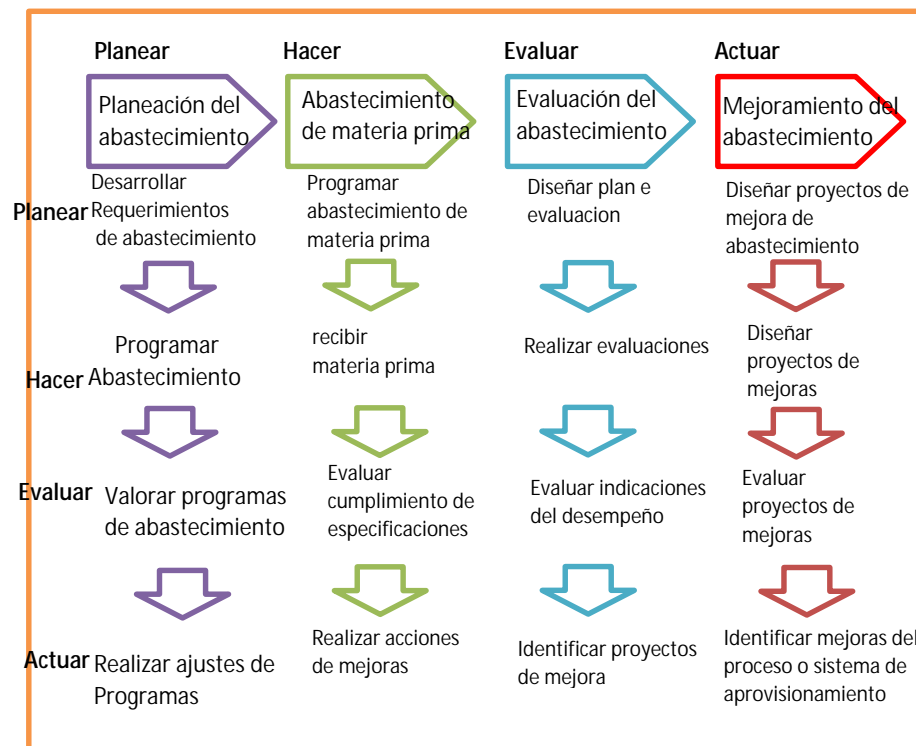 Planear
Hacer
Evaluar
Actuar
Planeación del
abastecimiento
Abastecimiento
de materia prima
Evaluación del
abastecimiento
Mejoramiento del
abastecimiento
Planear
Desarrollar
Requerimientos
de abastecimiento
Programar
abastecimiento de
materia prima
Diseñar plan e
evaluacion
Diseñar proyectos de
mejora de
abastecimiento
Hacer
Programar
Abastecimiento
recibir
materia prima
Realizar evaluaciones
Diseñar
proyectos de
mejoras
Evaluar
Valorar programas
de abastecimiento
Evaluar
cumplimiento de
especificaciones
Evaluar indicaciones
del desempeño
Evaluar
proyectos de
mejoras
Actuar
Realizar ajustes de
Programas
Realizar acciones
de mejoras
Identificar proyectos
de mejora
Identificar mejoras del
proceso o sistema de
aprovisionamiento